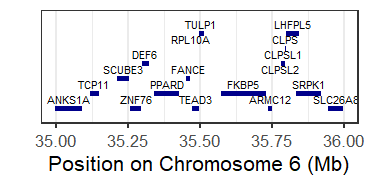 TULP1 LHFPL5
RPL10A CLPS
DEF6 CLPSL1
SCUBE3 FANCE CLPSL2
TCP11 PPARD FKBP5 SRPK1
ANKS1A ZNF76 TEAD3 ARMC12 SLC26A8
35.00 35.25 35.50 35.75 36.00
Position on Chromosome 6 (Mb)